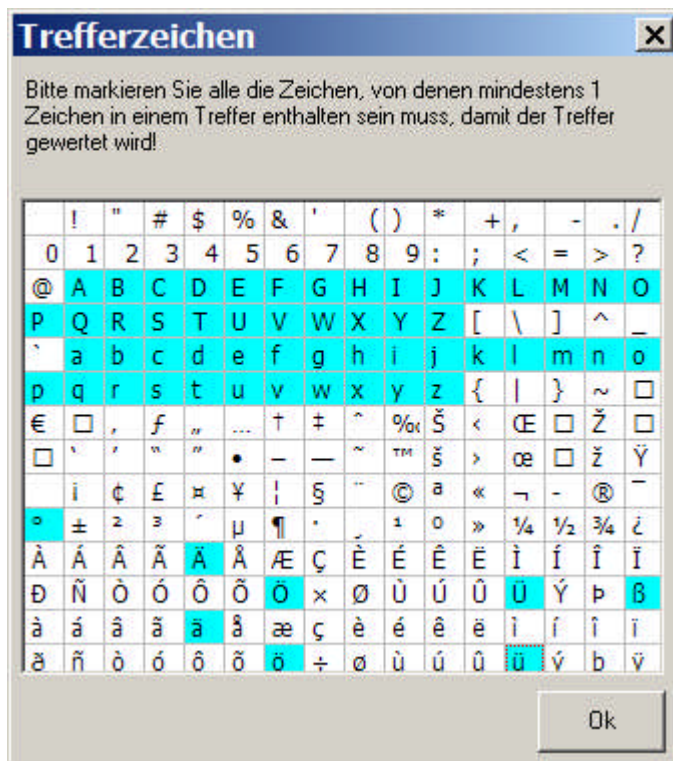 Trefferzeichen
Bitte markieren Sie alle die Zeichen, von denen mindestens 1
Zeichen in einem Treffer enthalten sein muss, damit der Treffer
gewertet wird!
! " # $ % & ' ( ) * + , - . /
0 1 2 3 4 5 6 7 8 9 : ; < = > ?
@ A B C D E F G H I J K L M N O
P Q R S T U V W X Y Z [ \ ] ^ _
` a b c d e f g h i j k l m n o
p q r s t u v w x y z { | } ~ □
€ □ ‚ ƒ „ … † ‡ ˆ ‰ Š ‹ Œ □ Ž □
□ ‘ ’ “ ” • – — ˜ ™ š › œ □ ž Ÿ
¡ ¢ £ ¤ ¥ ¦ § ¨ © ª « ¬ - ® ¯
° ± ² ³ ´ µ ¶ · ¸ ¹ º » ¼ ½ ¾ ¿
À Á Â Ã Ä Å Æ Ç È É Ê Ë Ì Í Î Ï
Ð Ñ Ò Ó Ô Õ Ö × Ø Ù Ú Û Ü Ý Þ ß
à á â ã ä å æ ç è é ê ë ì í î ï
ð ñ ò ó ô õ ö ÷ ø ù ú û ü ý þ ÿ
Ok